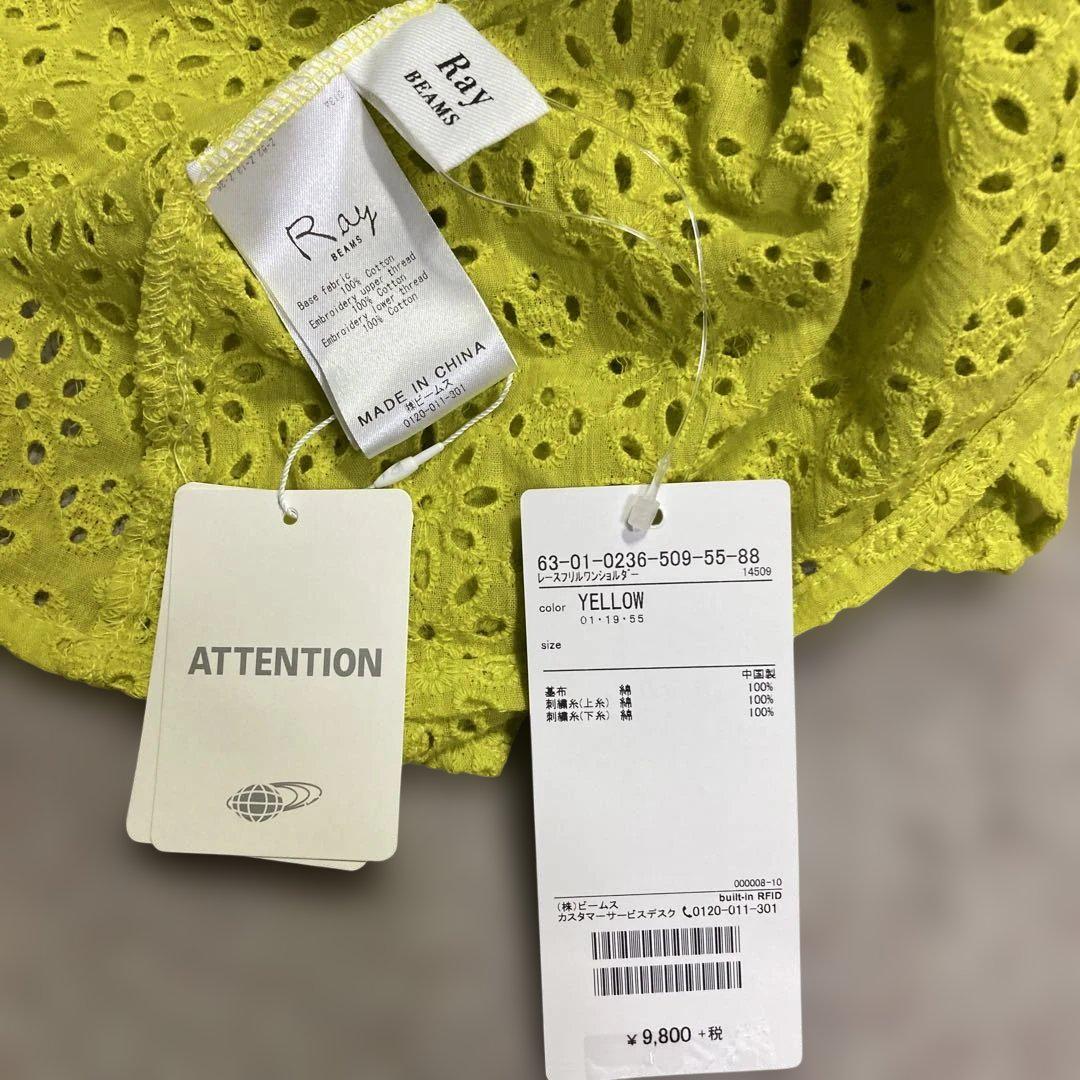 Ray
BEAMS
Ray
BEAMS
Base fabric
100% Cotton
Embroidery upper thread
100% Cotton
Embroidery lower thread
100% Cotton
MADE IN CHINA
㈱ビームス
0120-011-301
ATTENTION
63-01-0236-509-55-88
レースフリルワンショルダー
14509
color YELLOW
01・19・55
size
中国製
基布 綿 100%
刺繍糸(上糸) 綿 100%
刺繍糸(下糸) 綿 100%
000008-10
built-in RFID
(株)ビームス
カスタマーサービスデスク 0120-011-301
¥ 9,800 +税